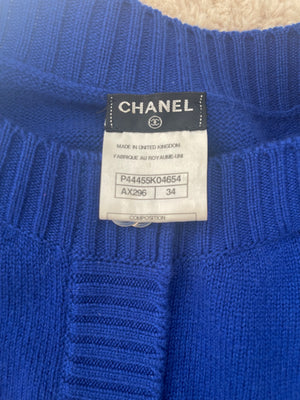 CHANEL
MADE IN UNITED KINGDOM
FABRIQUÉ AU ROYAUME-UNI
P44455K04654
AX296 34
COMPOSITION